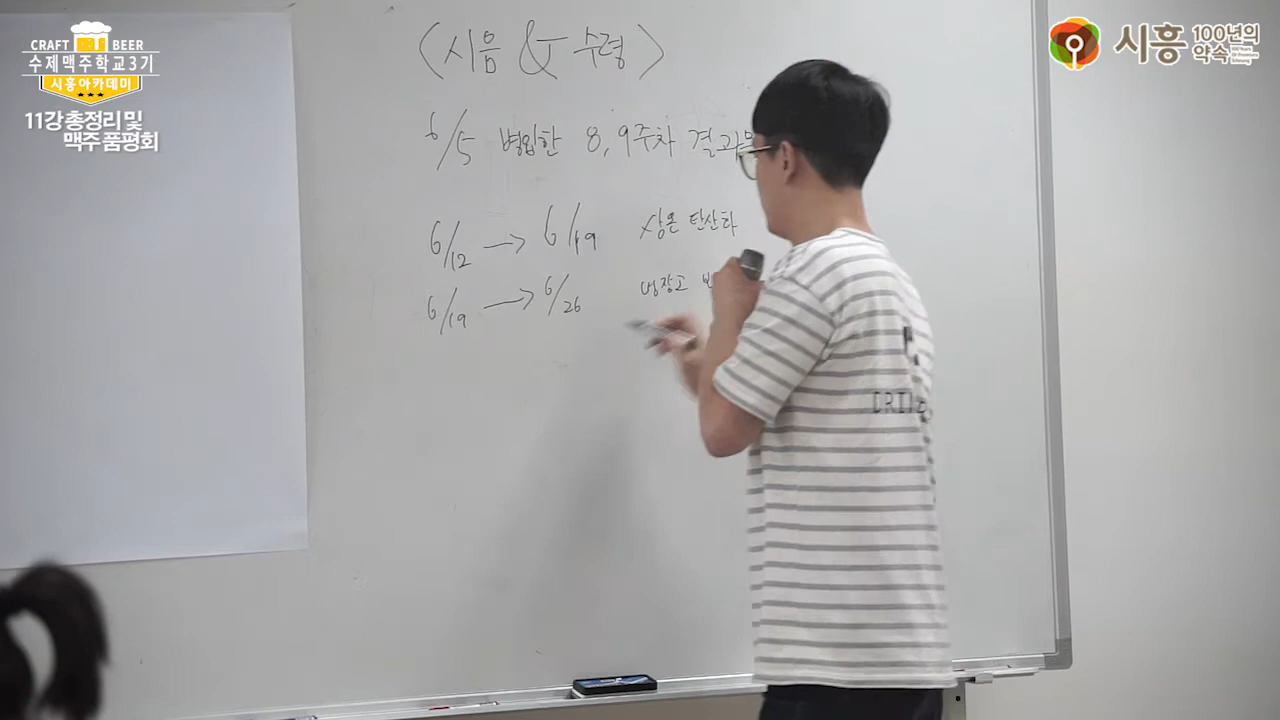 CRAFT BEER
수제맥주학교3기
시흥아카데미
11강 총정리 및
맥주 품평회
시흥 100년의
약속
<시음 & 수령>
6/5 병입한 8, 9주차 결과물
6/12 → 6/19 상온 탄산화
6/19 → 6/26 냉장고